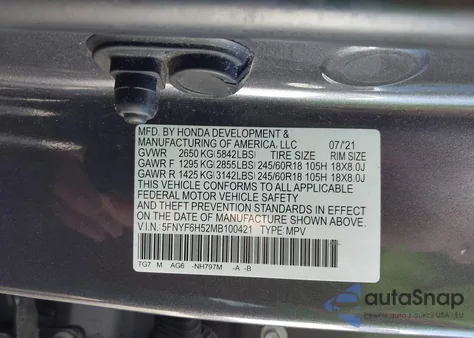 MFD. BY HONDA DEVELOPMENT &
MANUFACTURING OF AMERICA, LLC 07/'21
GVWR 2650 KG(5842LBS) TIRE SIZE RIM SIZE
GAWR F 1295 KG(2855LBS) 245/60R18 105H 18X8.0J
GAWR R 1425 KG(3142LBS) 245/60R18 105H 18X8.0J
THIS VEHICLE CONFORMS TO ALL APPLICABLE
FEDERAL MOTOR VEHICLE SAFETY
AND THEFT PREVENTION STANDARDS IN EFFECT
ON THE DATE OF MANUFACTURE SHOWN ABOVE.
V.I.N. 5FNYF6H52MB100421 TYPE: MPV
TG7 M AG6 -NH797M -A -B
autoSnap